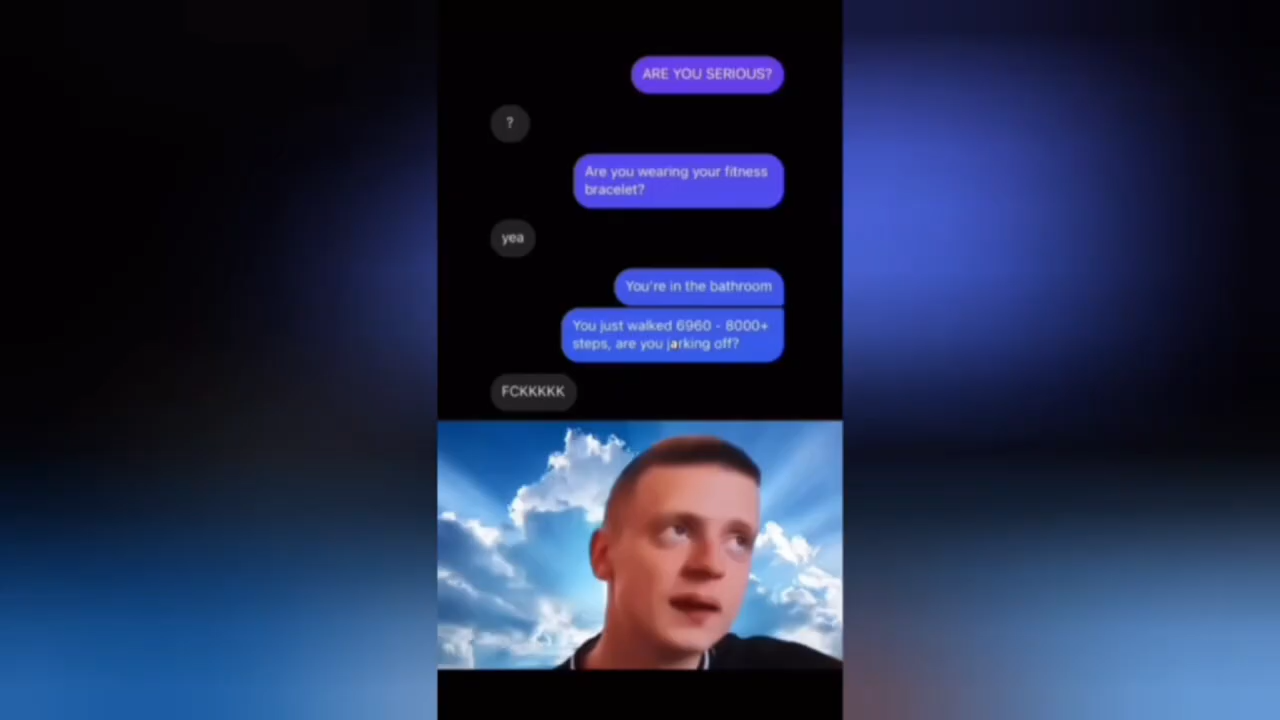 ARE YOU SERIOUS?
?
Are you wearing your fitness
bracelet?
yea
You're in the bathroom
You just walked 6960 - 8000+
steps, are you jarking off?
FCKKKKK